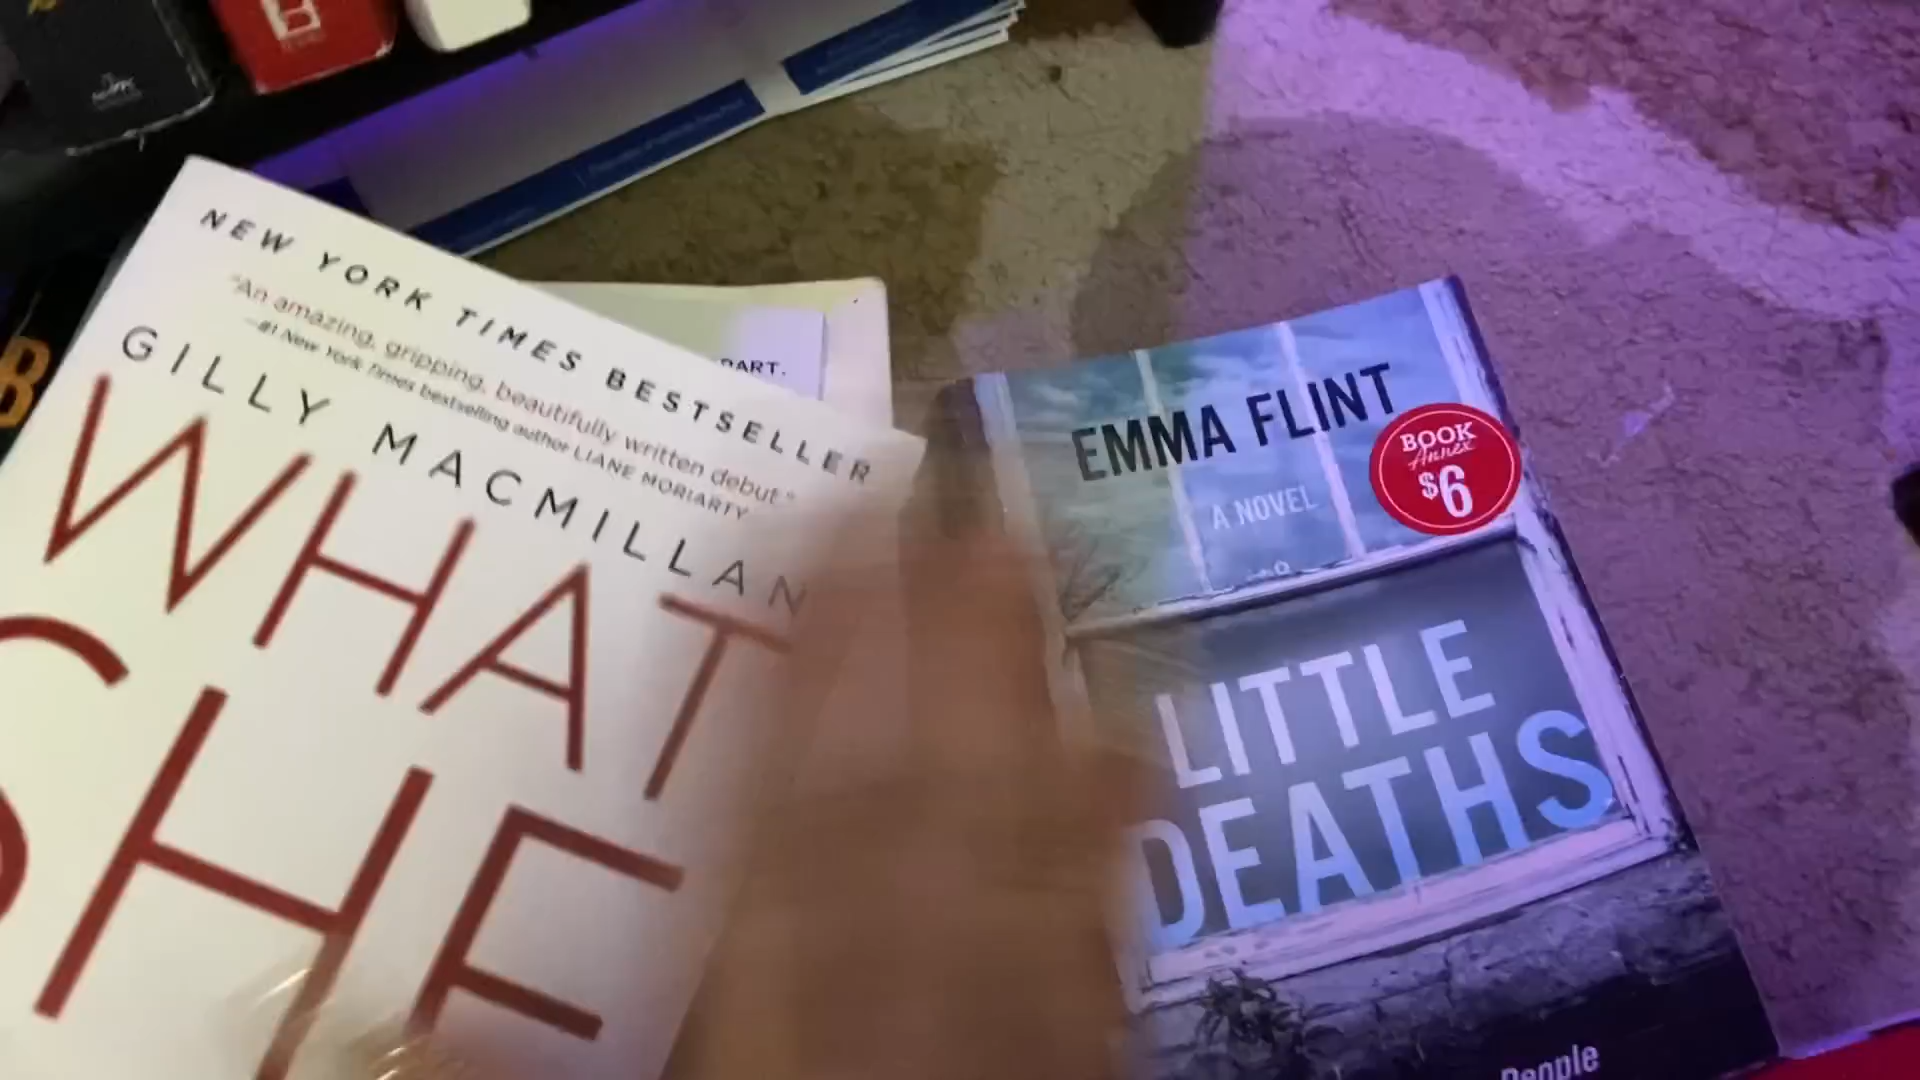 NEW YORK TIMES BESTSELLER
"An amazing, gripping, beautifully written debut."
—#1 New York Times bestselling author LIANE MORIARTY
GILLY MACMILLAN
WHAT
SHE
EMMA FLINT
A NOVEL
BOOK
Annex
$6
LITTLE
DEATHS
People